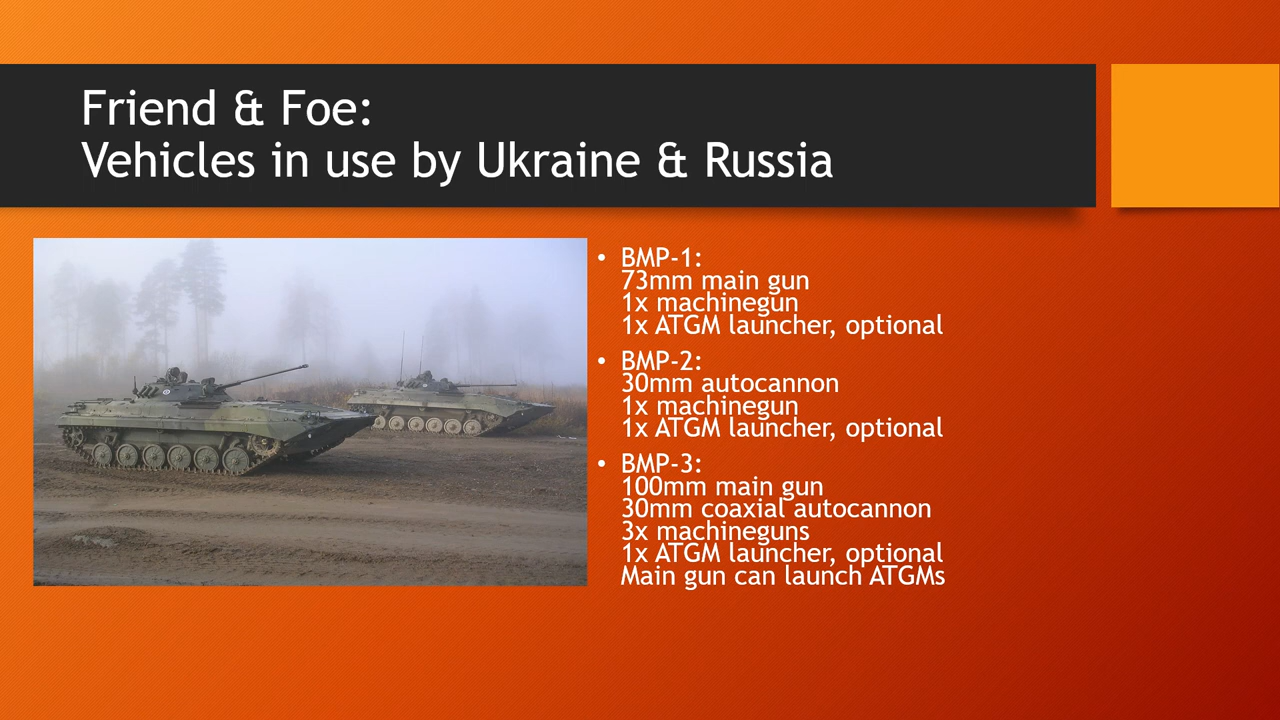 Friend & Foe:
Vehicles in use by Ukraine & Russia
• BMP-1:
73mm main gun
1x machinegun
1x ATGM launcher, optional
• BMP-2:
30mm autocannon
1x machinegun
1x ATGM launcher, optional
• BMP-3:
100mm main gun
30mm coaxial autocannon
3x machineguns
1x ATGM launcher, optional
Main gun can launch ATGMs